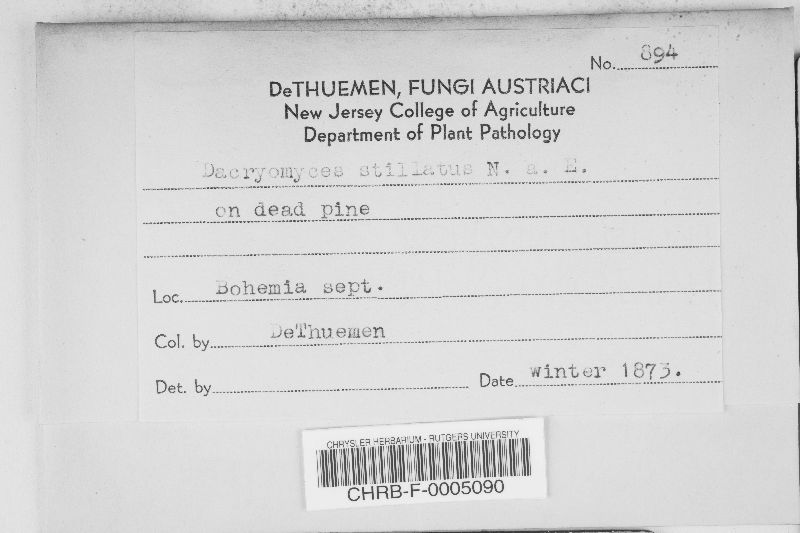 No. 894
DeTHUEMEN, FUNGI AUSTRIACI
New Jersey College of Agriculture
Department of Plant Pathology
Dacryomyces stillatus N. a. E.
on dead pine
Loc. Bohemia sept.
Col. by DeThuemen
Det. by
Date winter 1873.
CHRYSLER HERBARIUM - RUTGERS UNIVERSITY
CHRB-F-0005090